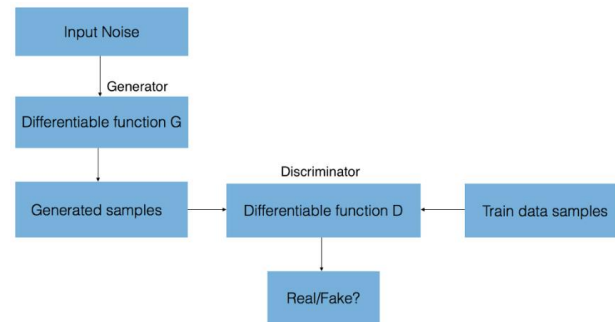 Input Noise
Generator
Differentiable function G
Discriminator
Generated samples
Differentiable function D
Train data samples
Real/Fake?